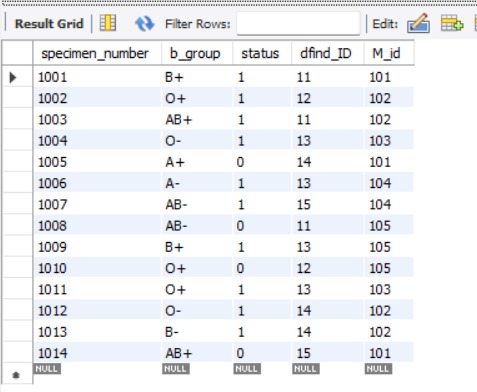 Result Grid Filter Rows: Edit:
specimen_number b_group status dfind_ID M_id
1001 B+ 1 11 101
1002 O+ 1 12 102
1003 AB+ 1 11 102
1004 O- 1 13 103
1005 A+ 0 14 101
1006 A- 1 13 104
1007 AB- 1 15 104
1008 AB- 0 11 105
1009 B+ 1 13 105
1010 O+ 0 12 105
1011 O+ 1 13 103
1012 O- 1 14 102
1013 B- 1 14 102
1014 AB+ 0 15 101
NULL NULL NULL NULL NULL